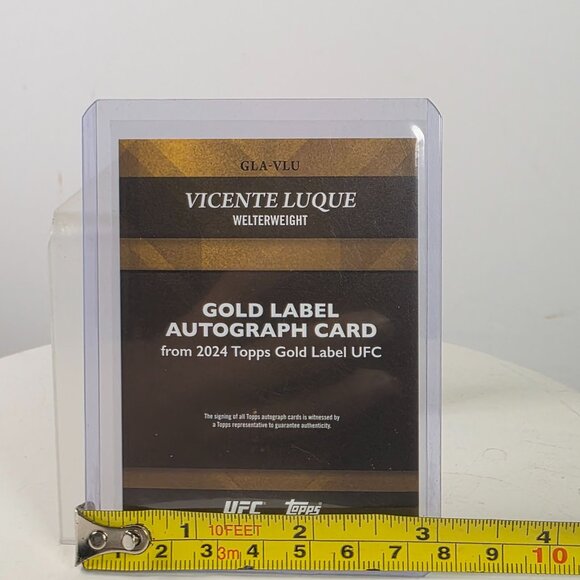 GLA-VLU
VICENTE LUQUE
WELTERWEIGHT
GOLD LABEL
AUTOGRAPH CARD
from 2024 Topps Gold Label UFC
The signing of all Topps autograph cards is witnessed by
a Topps representative to guarantee authenticity.
UFC topps
1 10FEET 2 3 4
1 2 3m 3 4 5 6 7 8 9 10